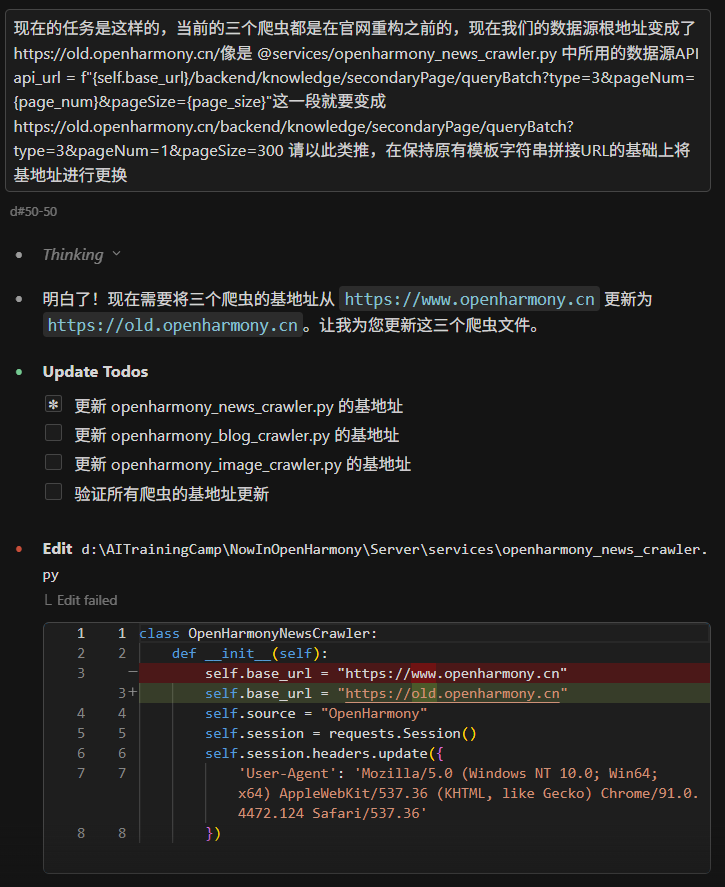 现在的任务是这样的，当前的三个爬虫都是在官网重构之前的，现在我们的数据源根地址变成了
https://old.openharmony.cn/像是 @services/openharmony_news_crawler.py 中所用的数据源API
api_url = f"{self.base_url}/backend/knowledge/secondaryPage/queryBatch?type=3&pageNum=
{page_num}&pageSize={page_size}"这一段就要变成
https://old.openharmony.cn/backend/knowledge/secondaryPage/queryBatch?
type=3&pageNum=1&pageSize=300 请以此类推，在保持原有模板字符串拼接URL的基础上将
基地址进行更换
d#50-50
Thinking
明白了！现在需要将三个爬虫的基地址从 https://www.openharmony.cn 更新为
https://old.openharmony.cn。让我为您更新这三个爬虫文件。
Update Todos
更新 openharmony_news_crawler.py 的基地址
更新 openharmony_blog_crawler.py 的基地址
更新 openharmony_image_crawler.py 的基地址
验证所有爬虫的基地址更新
Edit d:\AITrainingCamp\NowInOpenHarmony\Server\services\openharmony_news_crawler.
py
Edit failed
1 1 class OpenHarmonyNewsCrawler:
2 2 def __init__(self):
3 − self.base_url = "https://www.openharmony.cn"
3+ self.base_url = "https://old.openharmony.cn"
4 4 self.source = "OpenHarmony"
5 5 self.session = requests.Session()
6 6 self.session.headers.update({
7 7 'User-Agent': 'Mozilla/5.0 (Windows NT 10.0; Win64;
x64) AppleWebKit/537.36 (KHTML, like Gecko) Chrome/91.0.
4472.124 Safari/537.36'
8 8 })